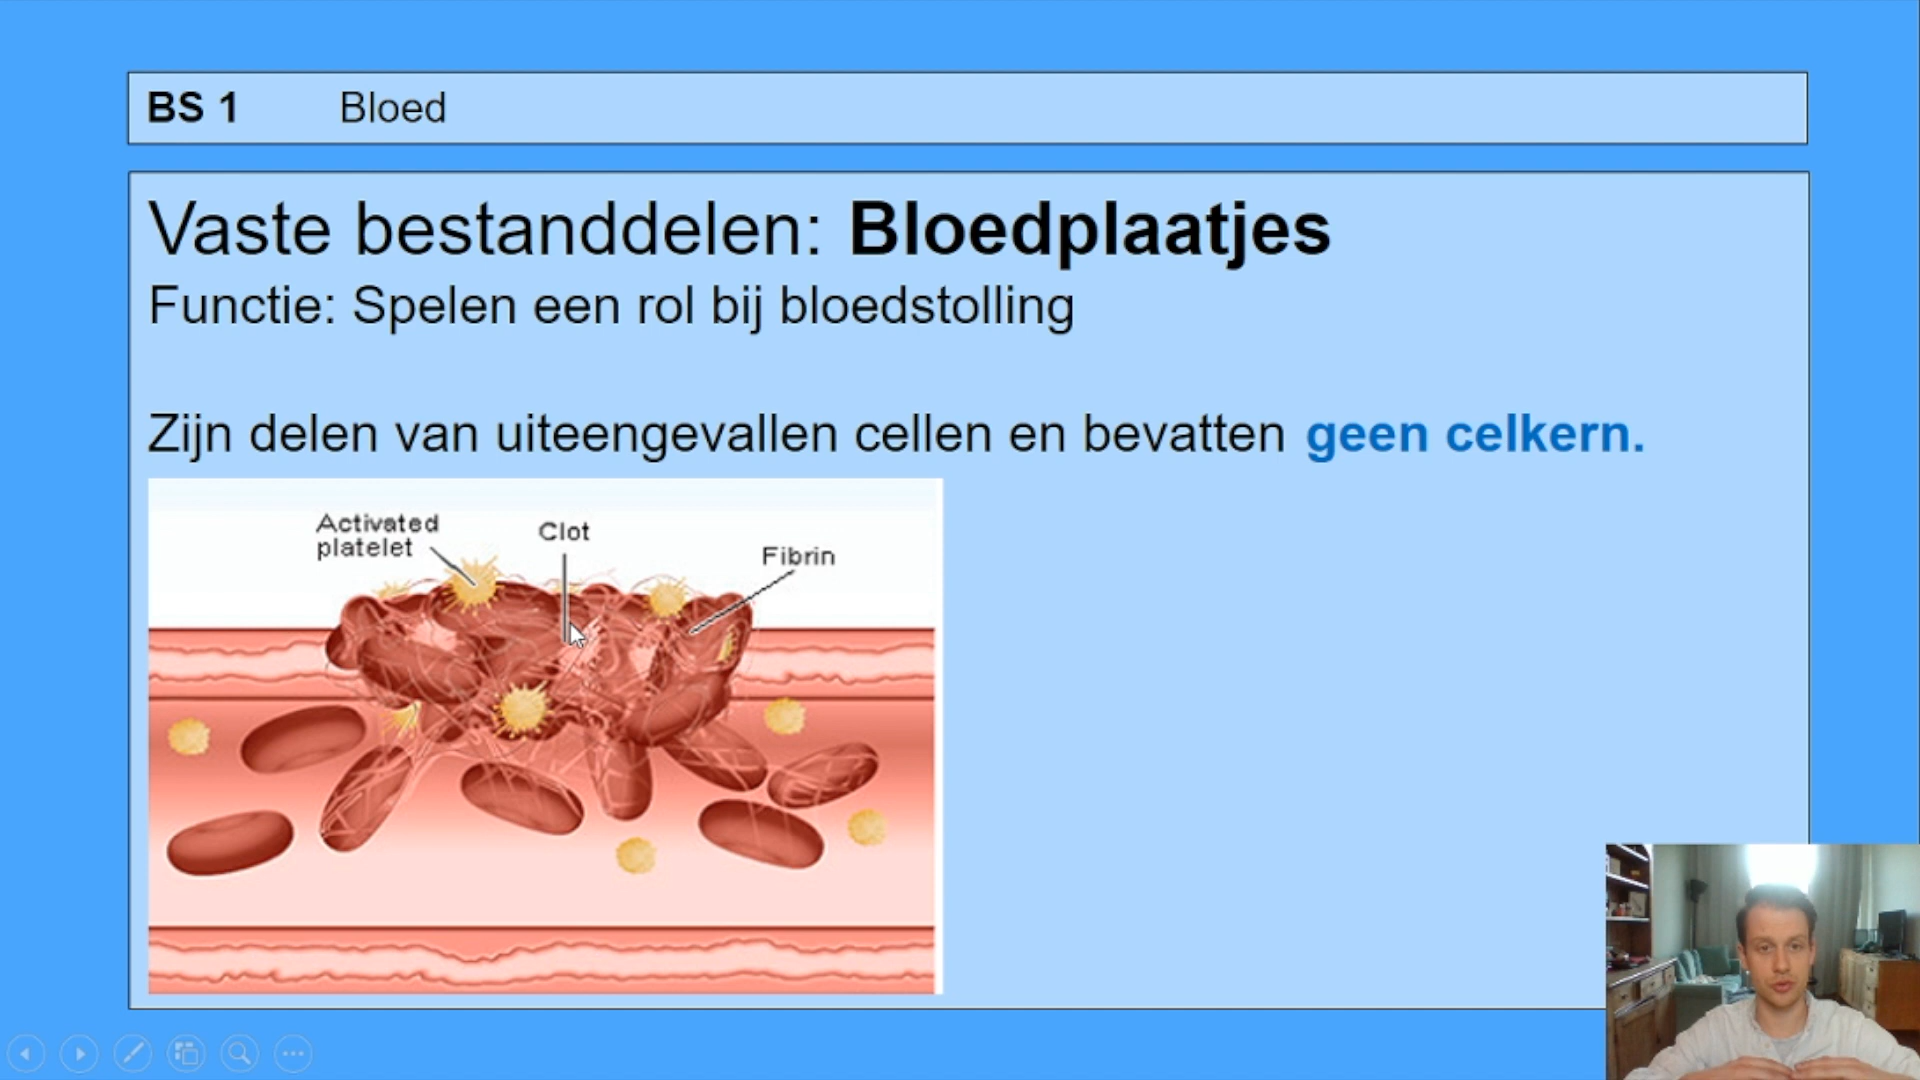 BS 1 Bloed
Vaste bestanddelen: Bloedplaatjes
Functie: Spelen een rol bij bloedstolling
Zijn delen van uiteengevallen cellen en bevatten geen celkern.
Activated
platelet
Clot
Fibrin